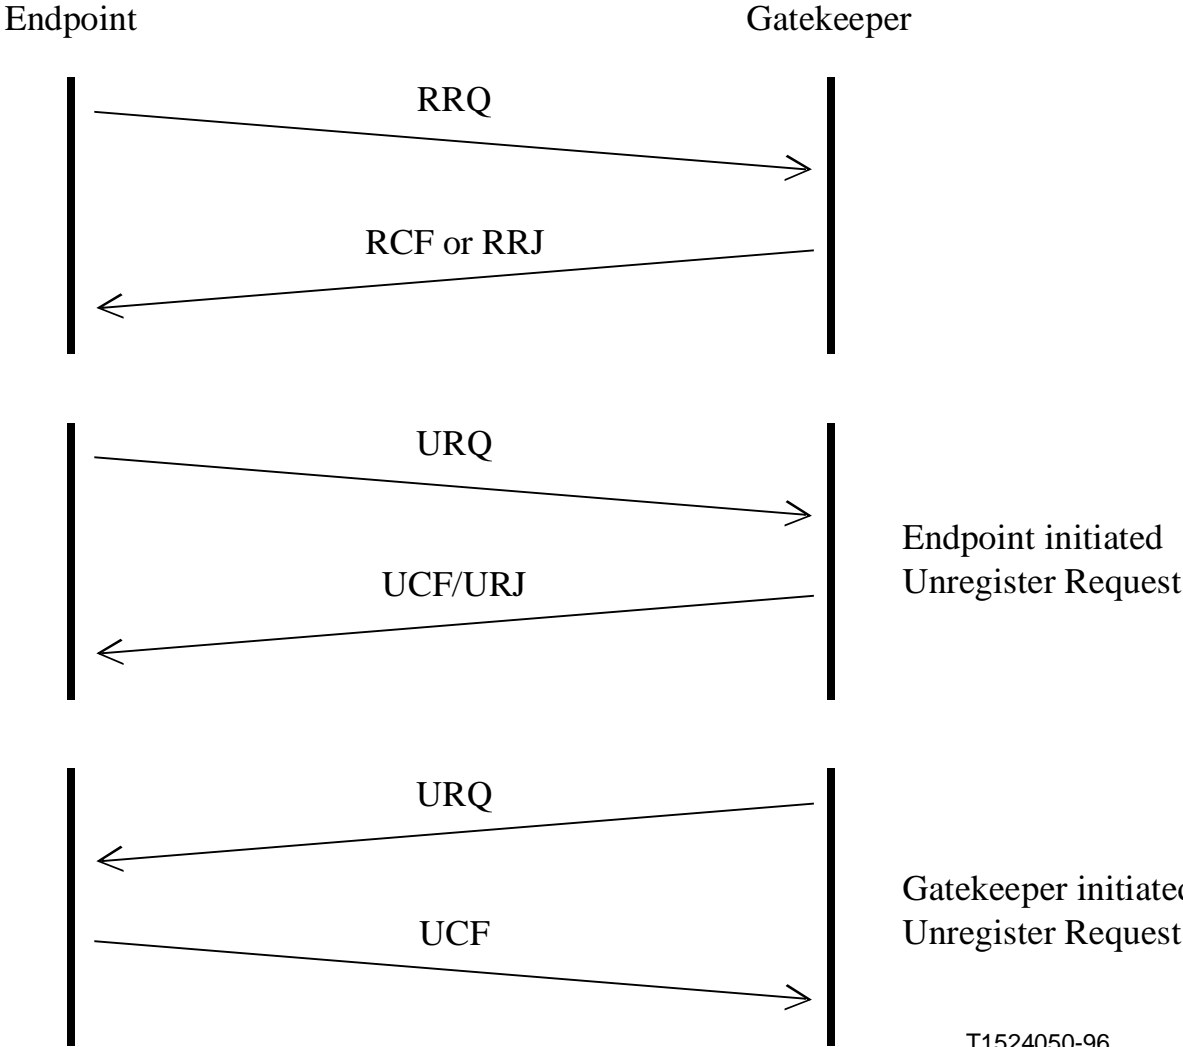 Endpoint
Gatekeeper
RRQ
RCF or RRJ
URQ
UCF/URJ
Endpoint initiated
Unregister Request
URQ
UCF
Gatekeeper initiated
Unregister Request
T1524050-96